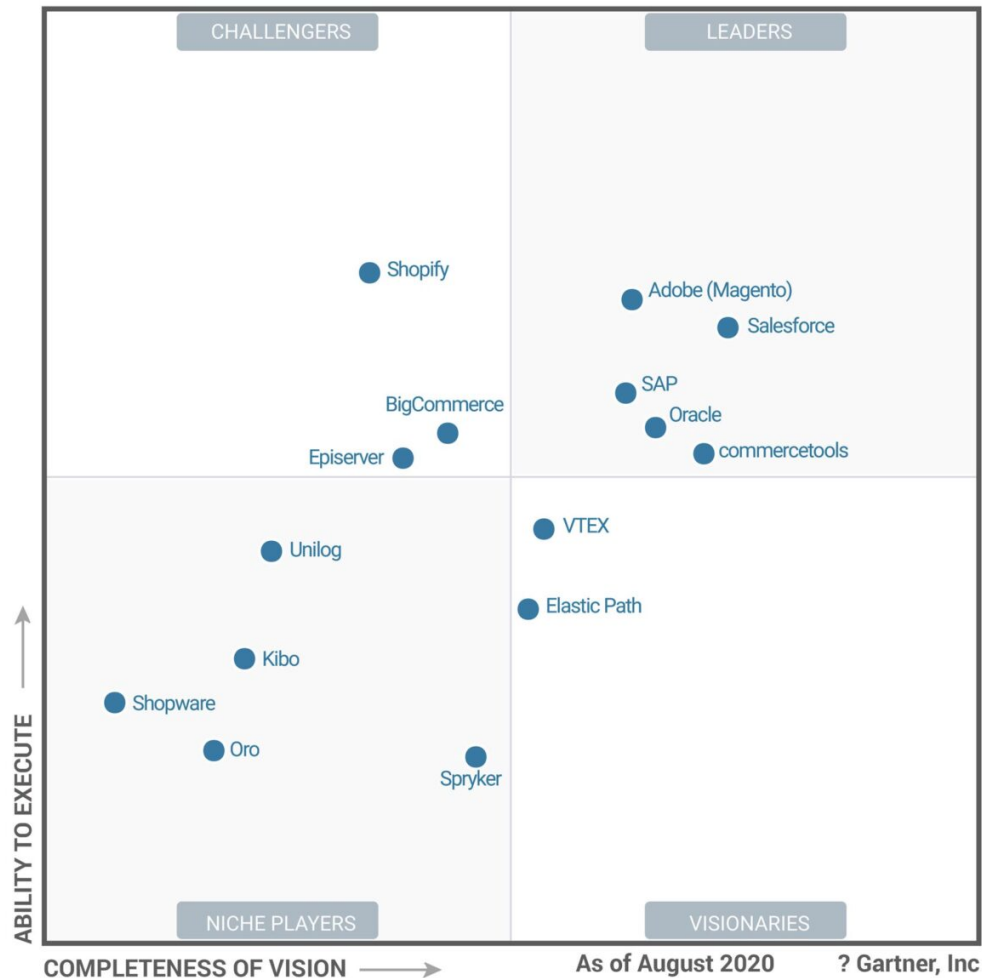 CHALLENGERS
LEADERS
Shopify
Adobe (Magento)
Salesforce
SAP
BigCommerce
Oracle
Episerver
commercetools
VTEX
Unilog
Elastic Path
Kibo
Shopware
Oro
Spryker
ABILITY TO EXECUTE
NICHE PLAYERS
VISIONARIES
COMPLETENESS OF VISION
As of August 2020
? Gartner, Inc